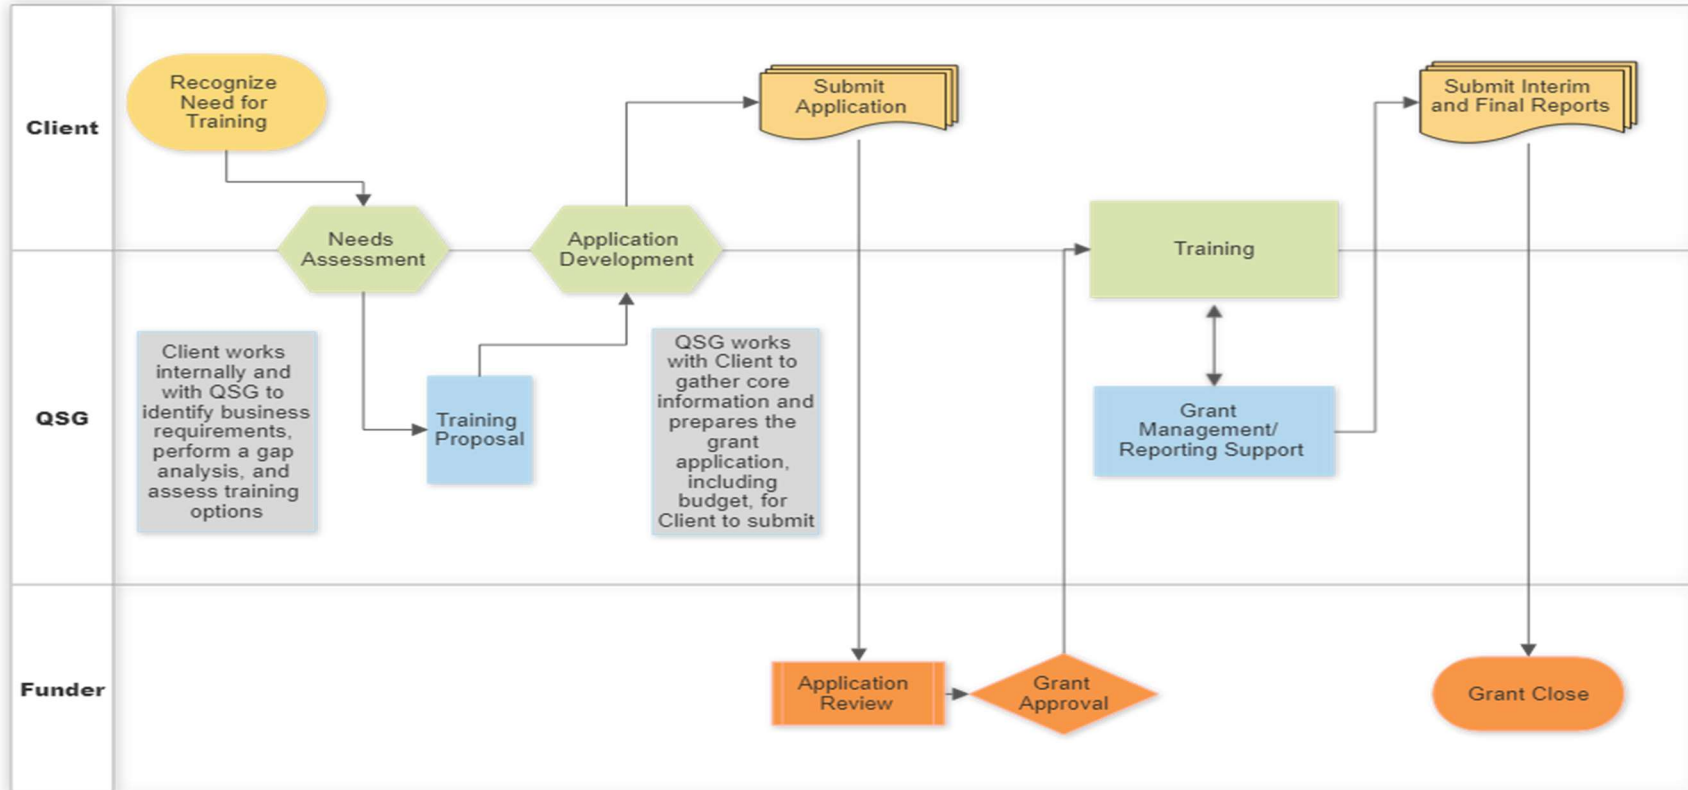 Client
Recognize
Need for
Training
Submit
Application
Submit Interim
and Final Reports
Needs
Assessment
Application
Development
Training
QSG
Client works
internally and
with QSG to
identify business
requirements,
perform a gap
analysis, and
assess training
options
Training
Proposal
QSG works
with Client to
gather core
information and
prepares the
grant
application,
including
budget, for
Client to submit
Grant
Management/
Reporting Support
Funder
Application
Review
Grant
Approval
Grant Close